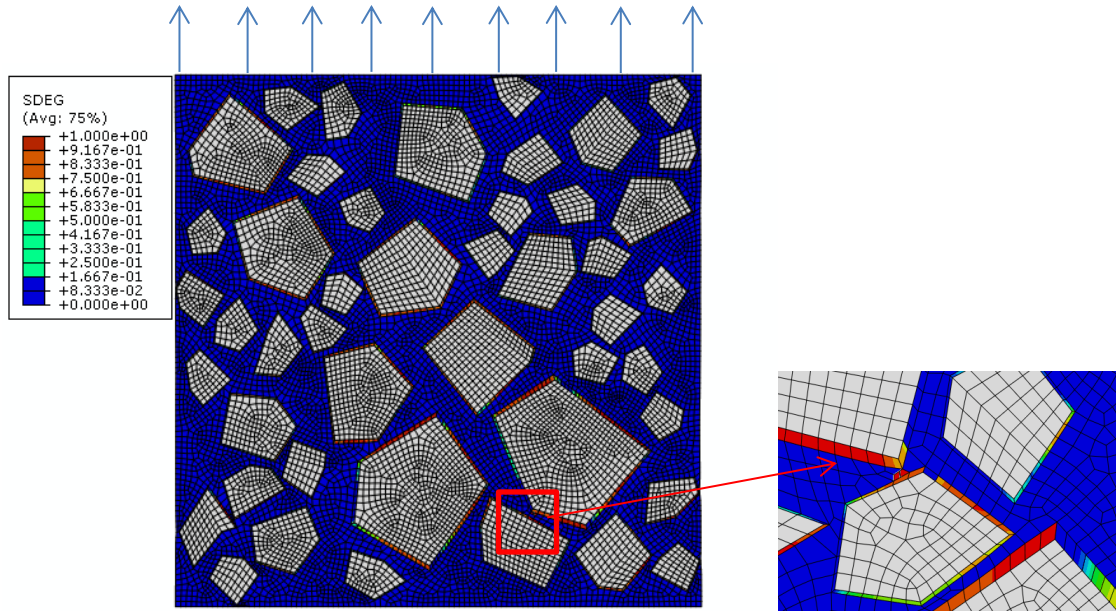 SDEG
(Avg: 75%)
+1.000e+00
+9.167e-01
+8.333e-01
+7.500e-01
+6.667e-01
+5.833e-01
+5.000e-01
+4.167e-01
+3.333e-01
+2.500e-01
+1.667e-01
+8.333e-02
+0.000e+00